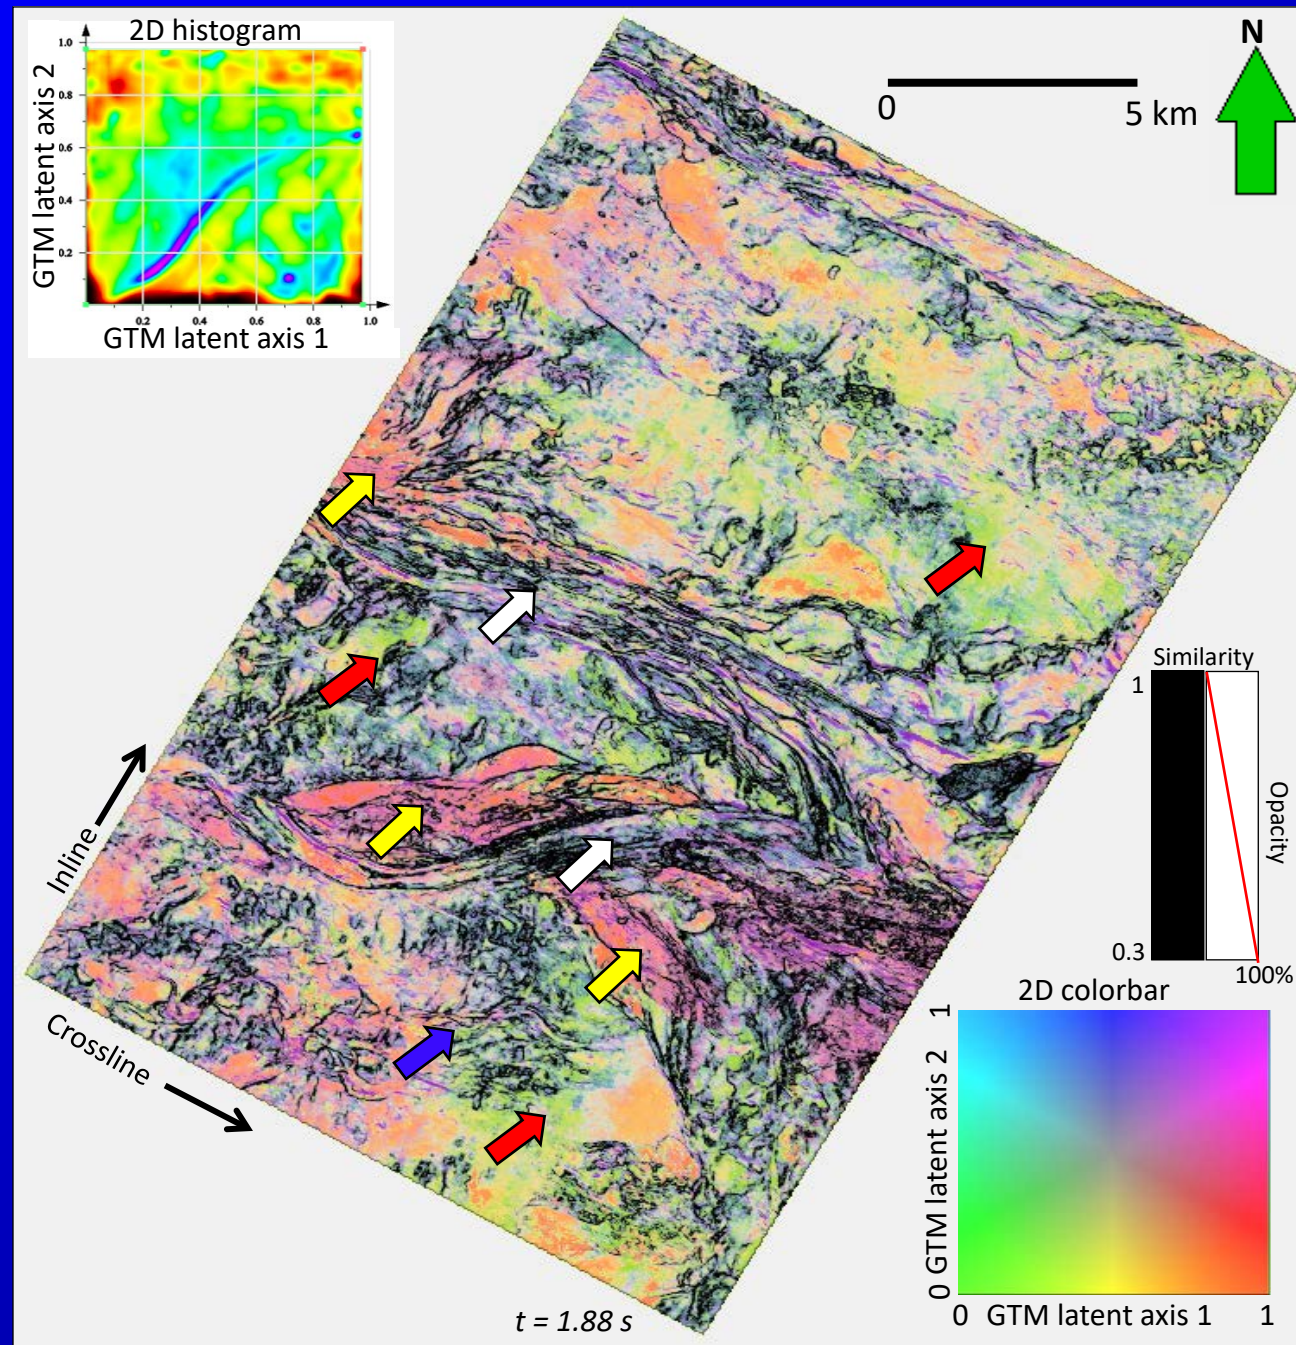 2D histogram
1.0
0.8
0.6
0.4
0.2
GTM latent axis 2
0.2 0.4 0.6 0.8 1.0
GTM latent axis 1
N
0 5 km
Similarity
1
0.3
Opacity
100%
Inline
Crossline
2D colorbar
0 GTM latent axis 2 1
0 GTM latent axis 1 1
t = 1.88 s